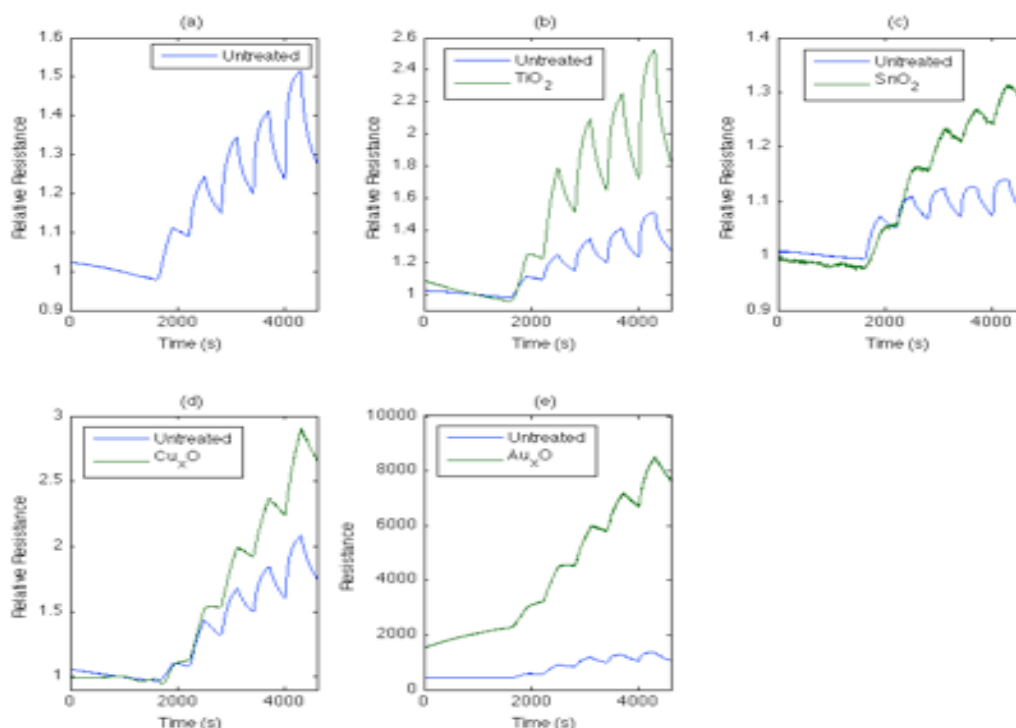 (a)
1.6
1.5
1.4
1.3
1.2
1.1
1
0.9
Relative Resistance
Untreated
0
2000
4000
Time (s)
(b)
2.6
2.2
1.8
1.6
1.4
1.2
1
0.9
Relative Resistance
Untreated
TiO2
0
2000
4000
Time (s)
(c)
1.4
1.3
1.2
1.1
1
0.9
Relative Resistance
Untreated
SnO2
0
2000
4000
Time (s)
(d)
3
2.5
2
1.5
1
Relative Resistance
Untreated
CuxO
0
2000
4000
Time (s)
(e)
10000
8000
6000
4000
2000
0
Resistance
Untreated
AuxO
0
2000
4000
Time (s)